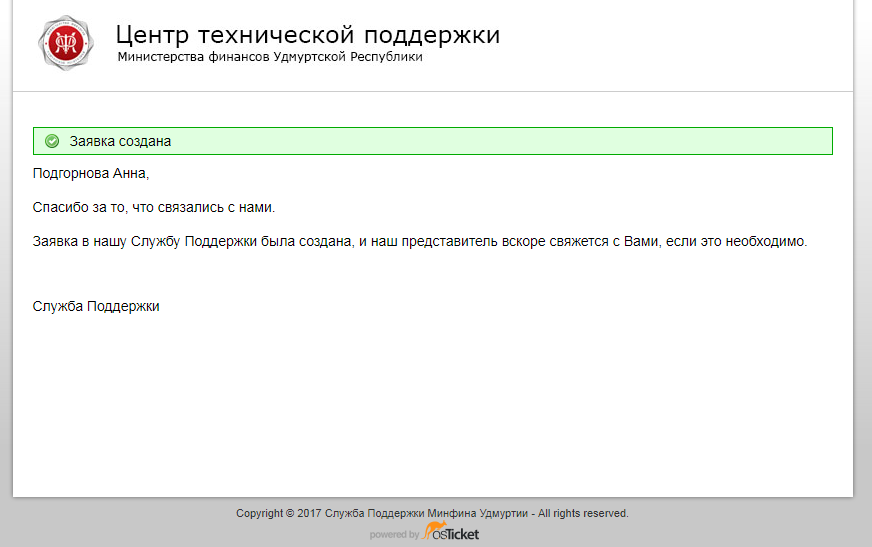 Центр технической поддержки
Министерства финансов Удмуртской Республики
Заявка создана
Подгорнова Анна,
Спасибо за то, что связались с нами.
Заявка в нашу Службу Поддержки была создана, и наш представитель вскоре свяжется с Вами, если это необходимо.
Служба Поддержки
Copyright © 2017 Служба Поддержки Минфина Удмуртии - All rights reserved.
powered by osTicket